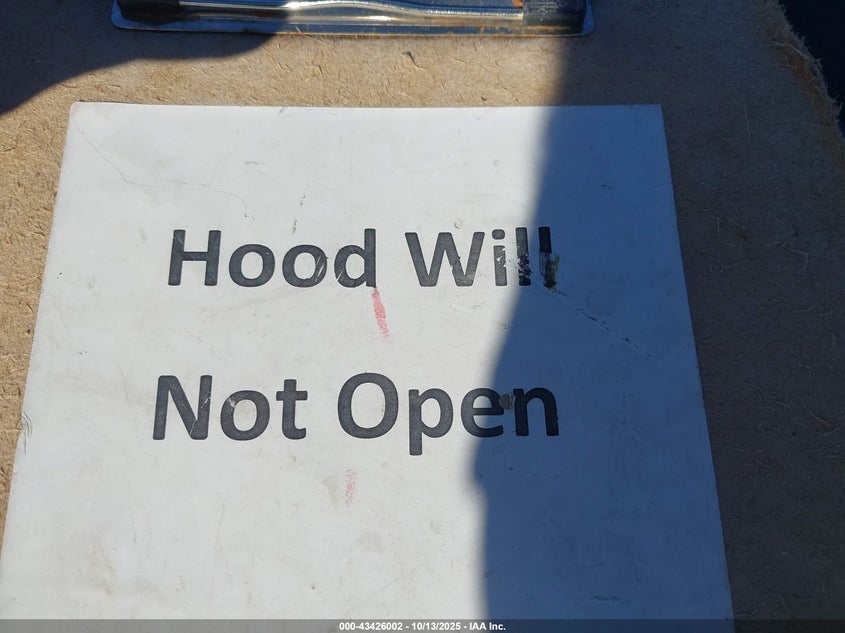 Hood Will
Not Open
000-43426002 - 10/13/2025 - IAA Inc.